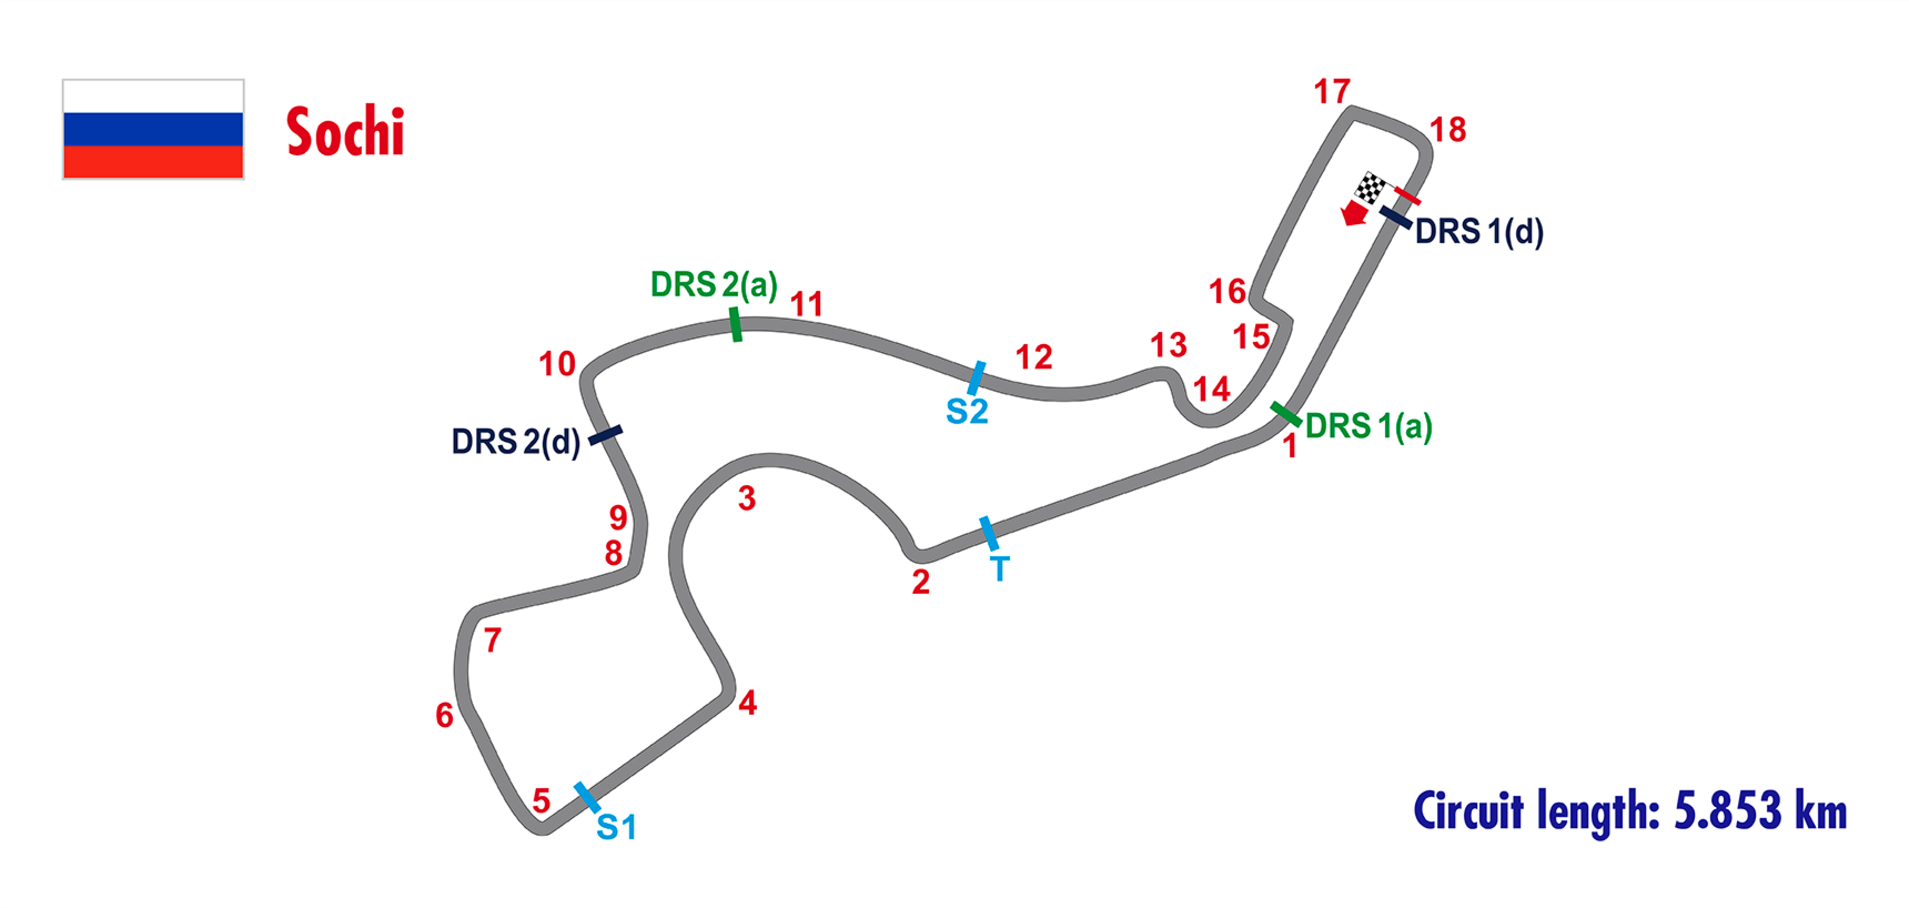 Sochi
17
18
DRS 1(d)
DRS 2(a)
11
16
15
10
12
13
14
S2
DRS 1(a)
1
DRS 2(d)
3
9
8
T
2
7
4
6
5
S1
Circuit length: 5.853 km